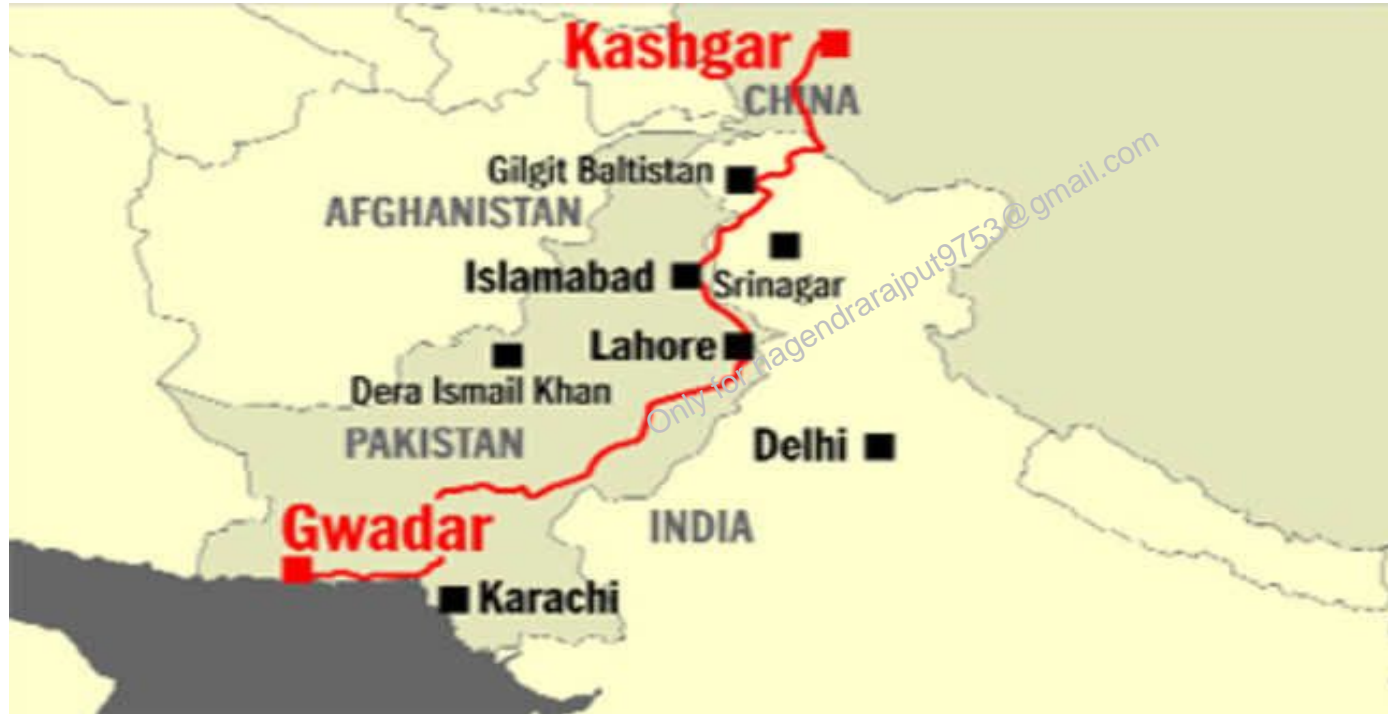 Kashgar
CHINA
Gilgit Baltistan
AFGHANISTAN
Srinagar
Islamabad
Lahore
Dera Ismail Khan
PAKISTAN
Delhi
Gwadar
INDIA
Karachi
Only for nagendrarajput9753@gmail.com